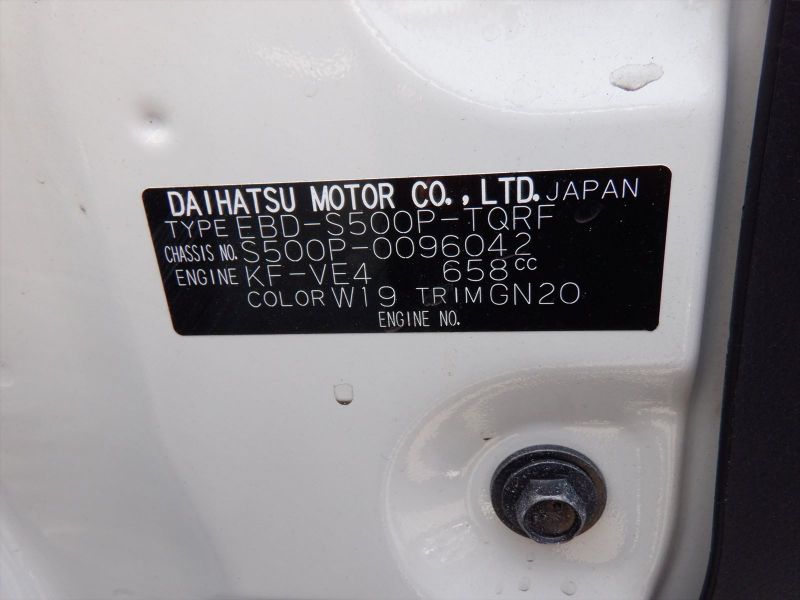 DAIHATSU MOTOR CO.,LTD. JAPAN
TYPE EBD-S500P-TQRF
CHASSIS NO. S500P-0096042
ENGINE KF-VE4 658cc
COLOR W19 TRIM GN20
ENGINE NO.